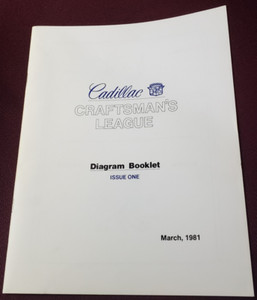 Cadillac
CRAFTSMAN'S
LEAGUE
Diagram Booklet
ISSUE ONE
March, 1981